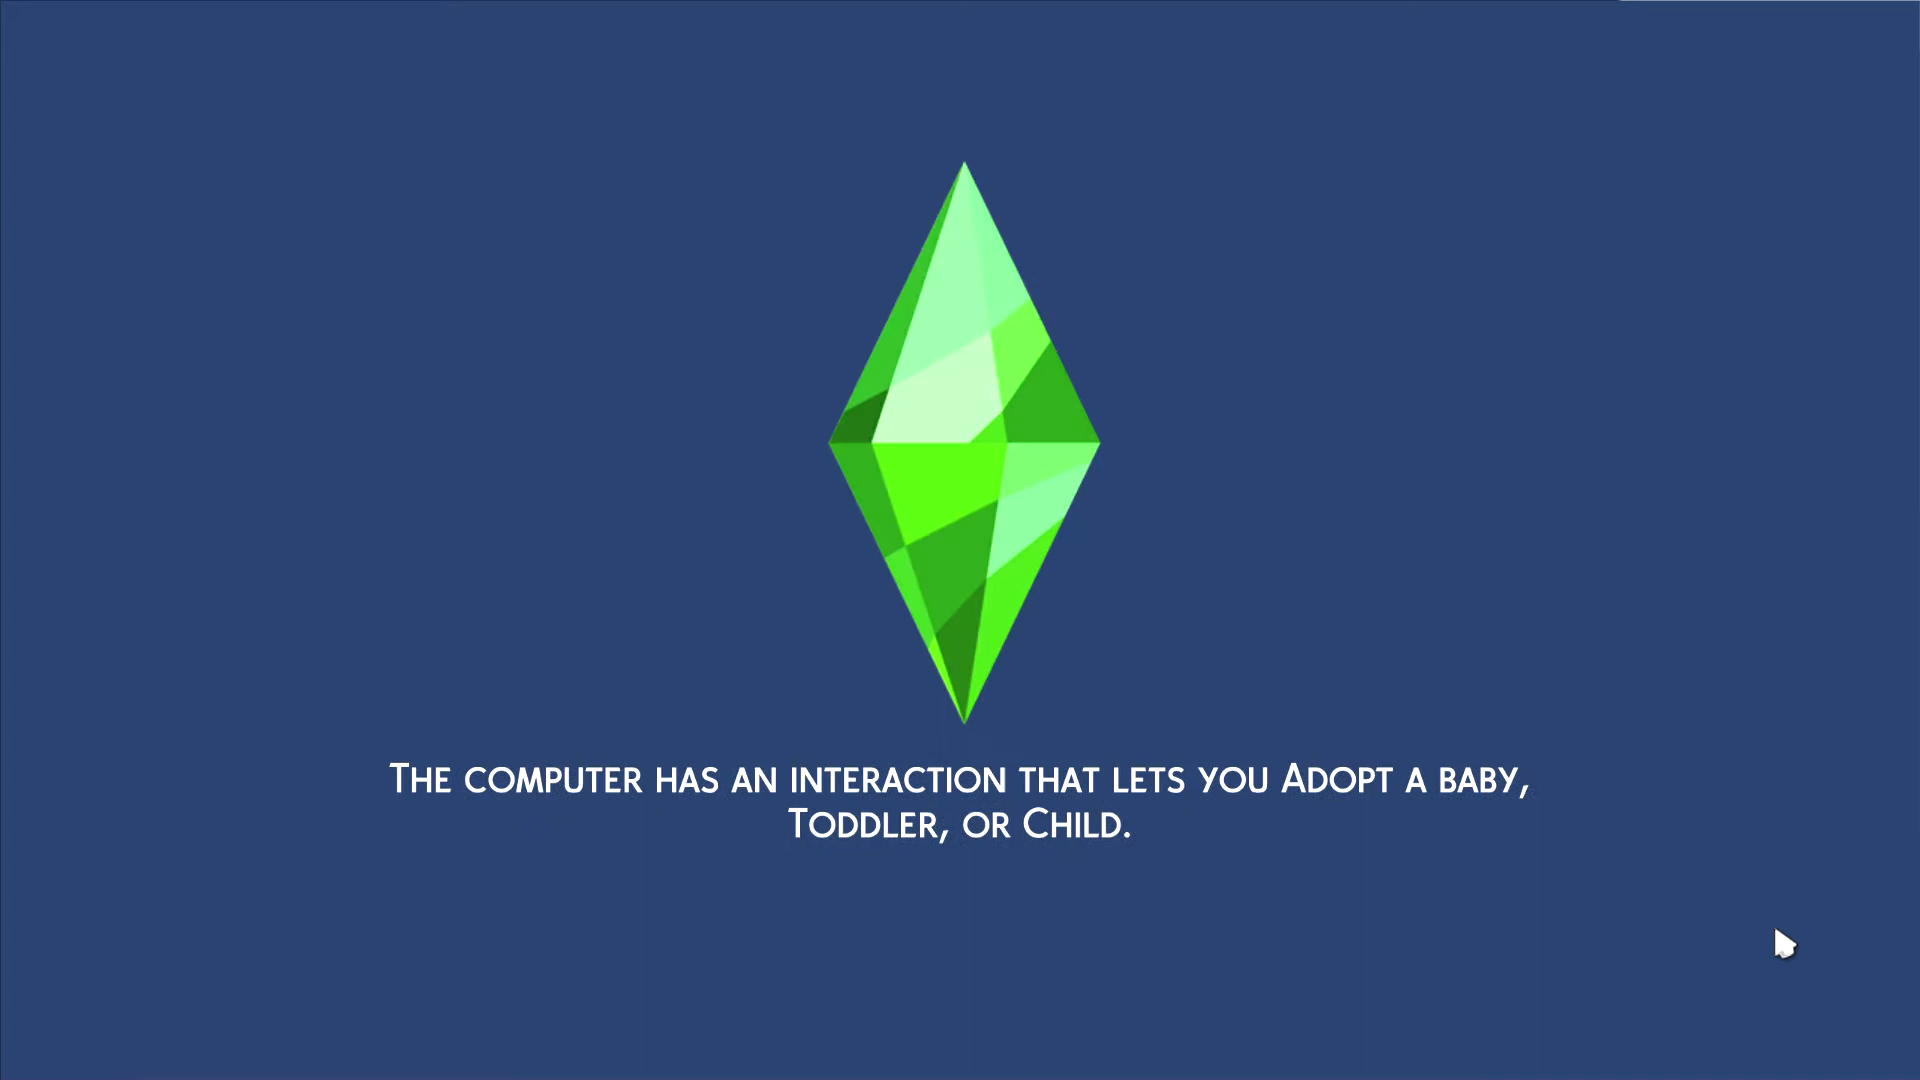 The computer has an interaction that lets you Adopt a baby,
Toddler, or Child.